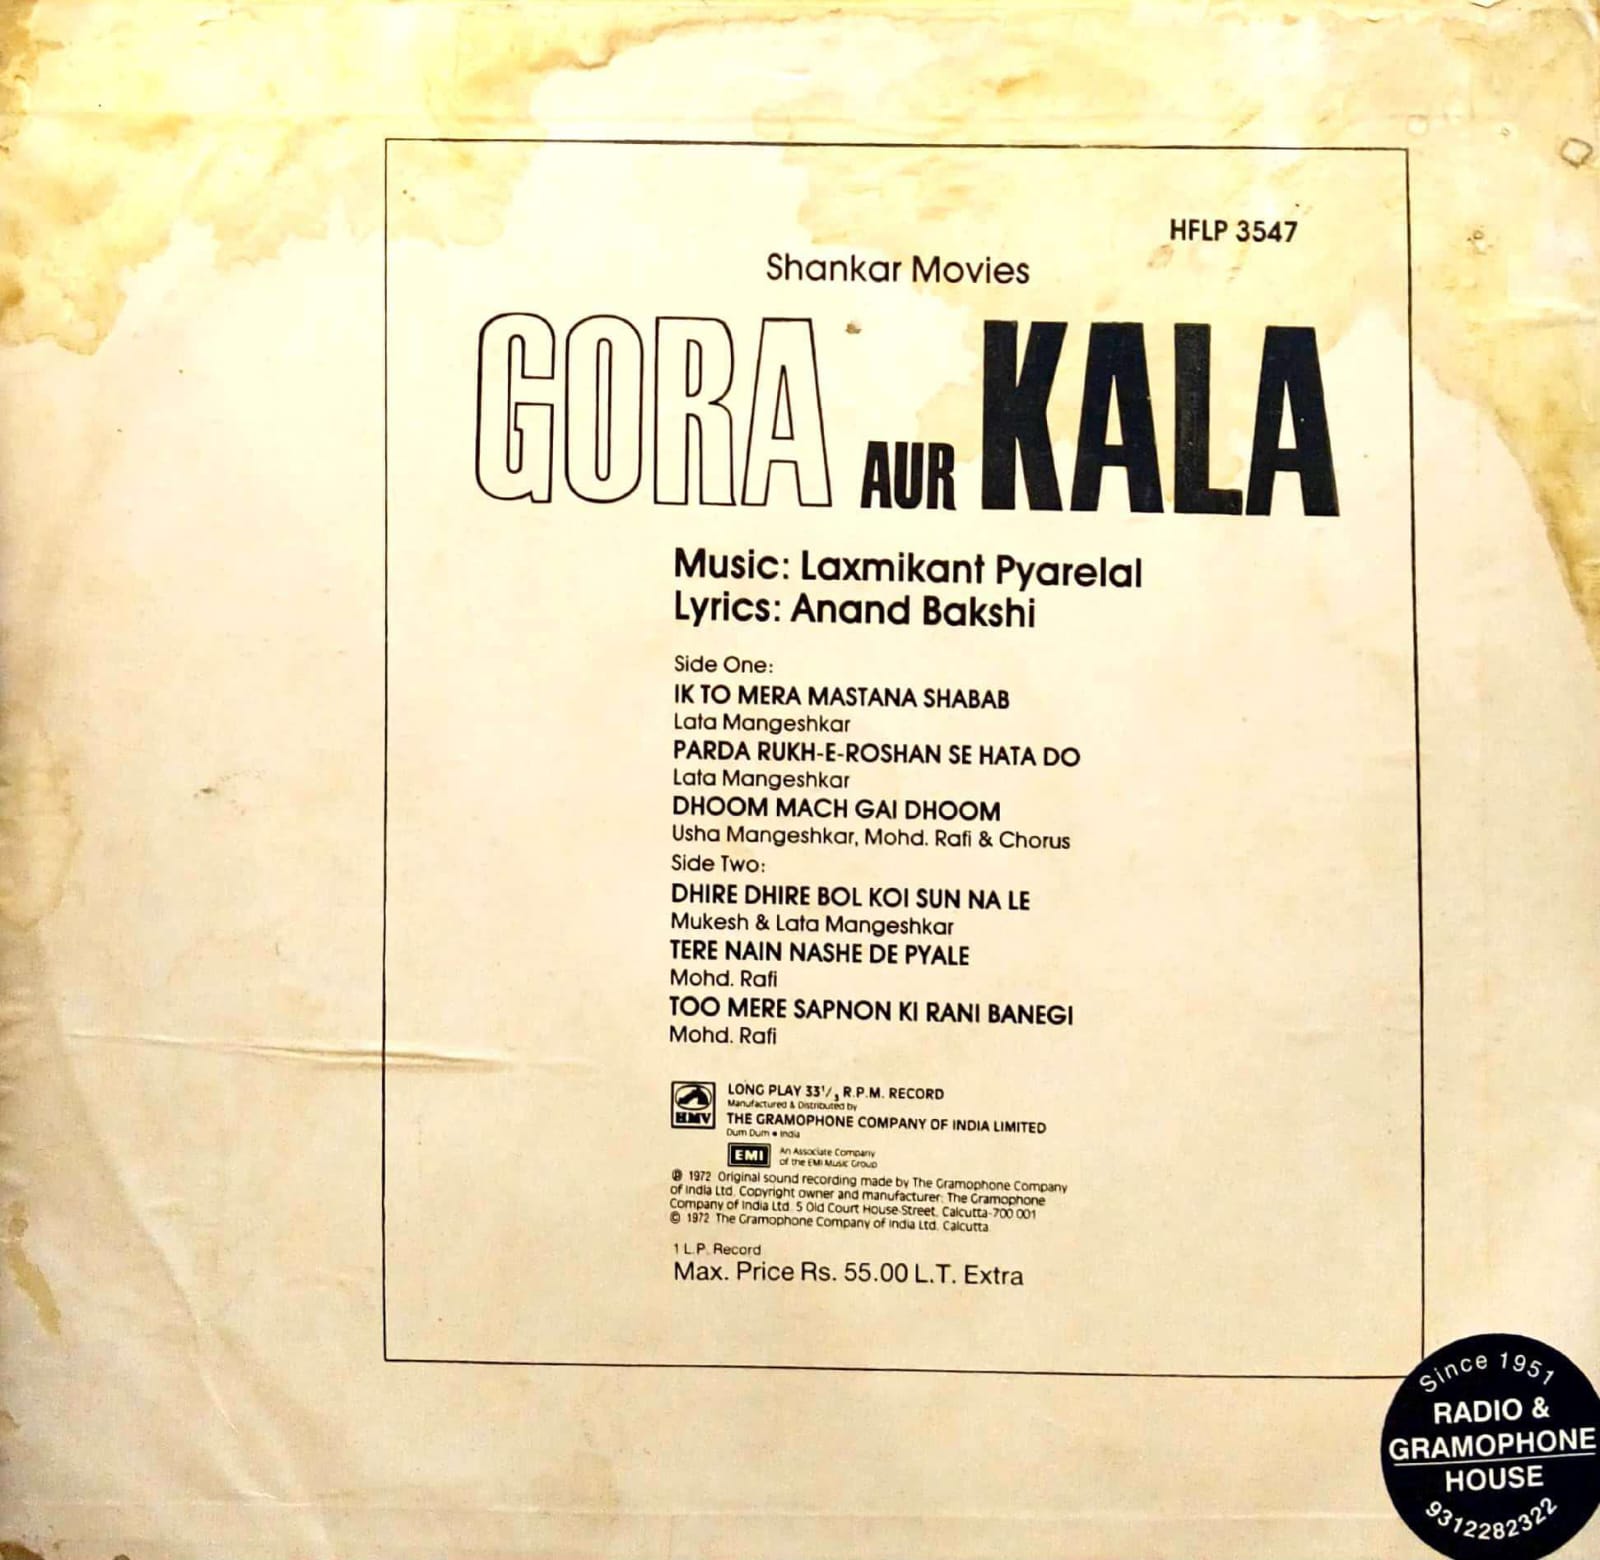 HFLP 3547
Shankar Movies
GORA AUR KALA
Music: Laxmikant Pyarelal
Lyrics: Anand Bakshi
Side One:
IK TO MERA MASTANA SHABAB
Lata Mangeshkar
PARDA RUKH-E-ROSHAN SE HATA DO
Lata Mangeshkar
DHOOM MACH GAI DHOOM
Usha Mangeshkar, Mohd. Rafi & Chorus
Side Two:
DHIRE DHIRE BOL KOI SUN NA LE
Mukesh & Lata Mangeshkar
TERE NAIN NASHE DE PYALE
Mohd. Rafi
TOO MERE SAPNON KI RANI BANEGI
Mohd. Rafi
HMV
LONG PLAY 33 1/3 R.P.M. RECORD
Manufactured & Distributed by
THE GRAMOPHONE COMPANY OF INDIA LIMITED
Dum Dum • India
EMI
An Associate Company
of the EMI Music Group
℗ 1972 Original sound recording made by The Gramophone Company
of India Ltd. Copyright owner and manufacturer: The Gramophone
Company of India Ltd. 5 Old Court House Street, Calcutta-700 001
© 1972 The Gramophone Company of India Ltd. Calcutta
1 L.P. Record
Max. Price Rs. 55.00 L.T. Extra
Since 1951
RADIO &
GRAMOPHONE
HOUSE
9312282322